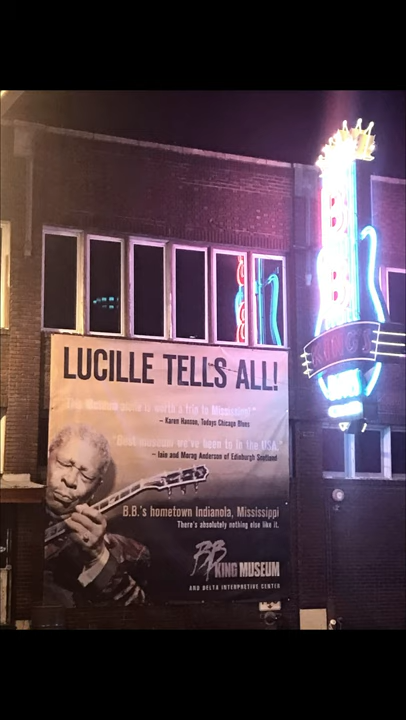 LUCILLE TELLS ALL!
"This Museum alone is worth a trip to Mississippi!"
— Karen Hanson, Todays Chicago Blues
"Best museum we've been to in the USA."
— Iain and Morag Anderson of Edinburgh Scotland
B.B.'s hometown Indianola, Mississippi
There's absolutely nothing else like it.
BB
KING MUSEUM
AND DELTA INTERPRETIVE CENTER
B.B.
KING'S
BLUES